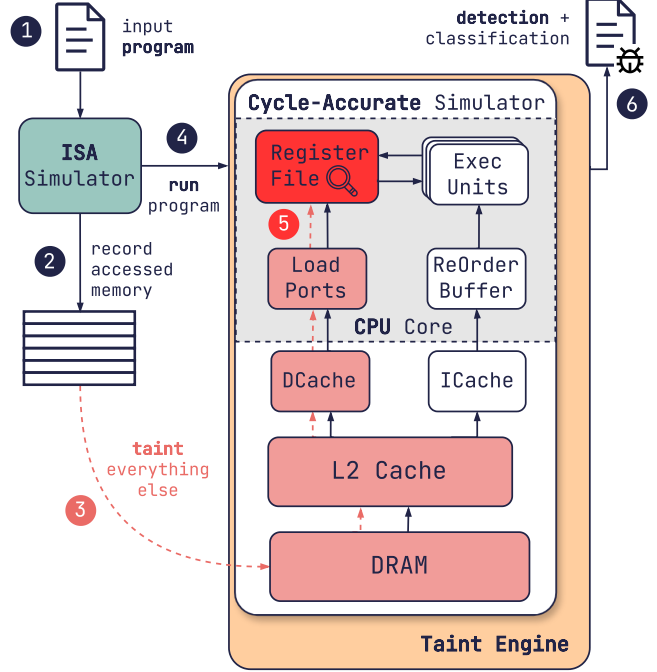 1
input
program
ISA
Simulator
2
record
accessed
memory
3
taint
everything
else
4
run
program
Cycle-Accurate Simulator
Register
File
Exec
Units
5
Load
Ports
ReOrder
Buffer
CPU Core
DCache
ICache
L2 Cache
DRAM
Taint Engine
detection +
classification
6